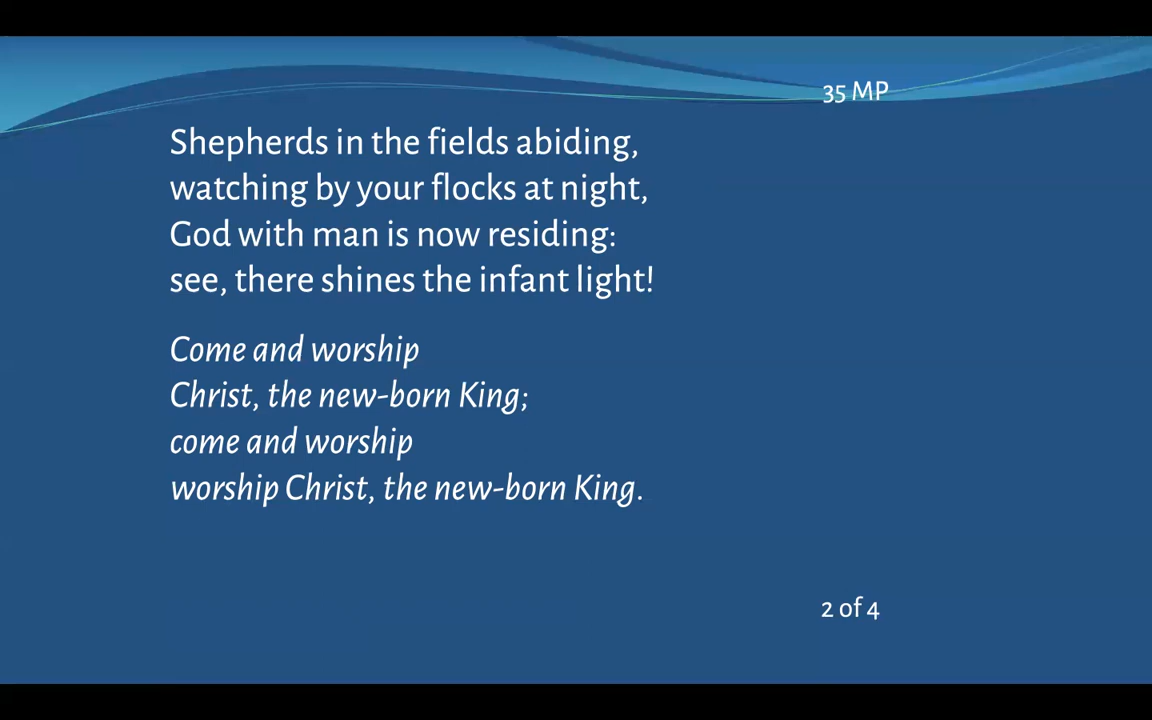 35 MP
Shepherds in the fields abiding,
watching by your flocks at night,
God with man is now residing:
see, there shines the infant light!
Come and worship
Christ, the new-born King;
come and worship
worship Christ, the new-born King.
2 of 4